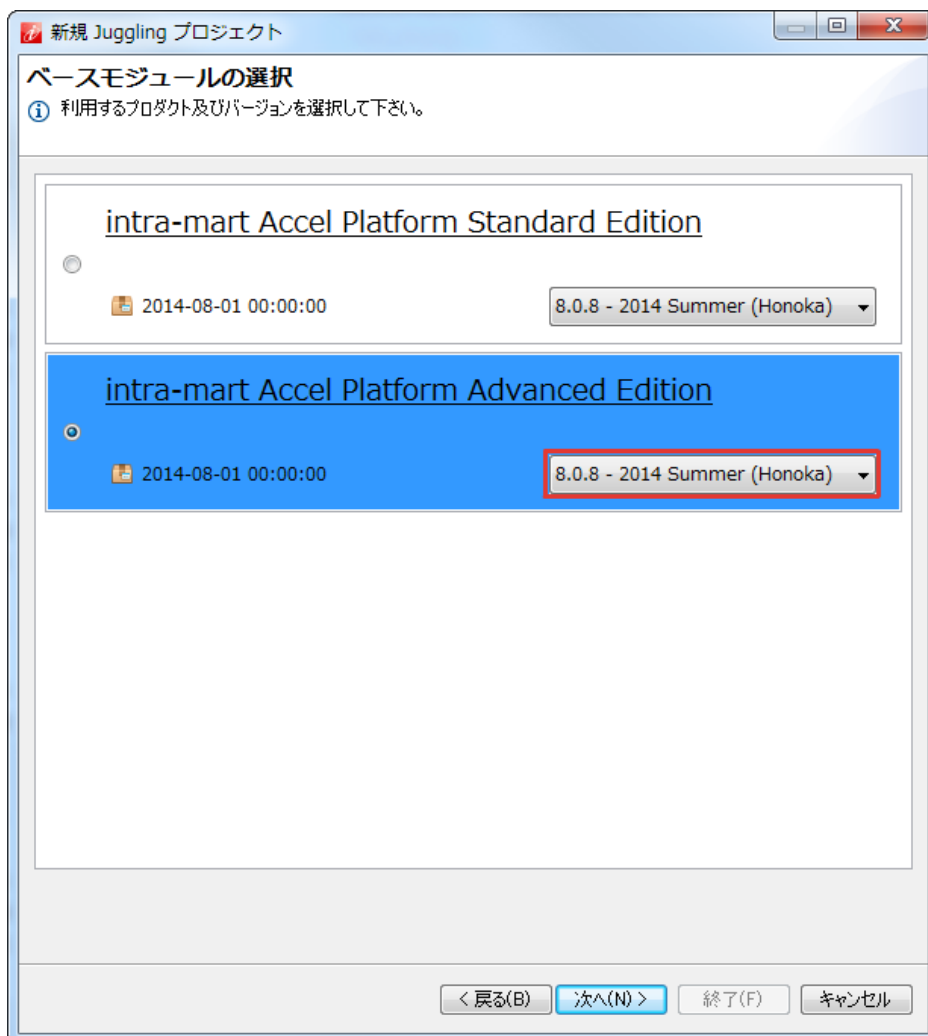 新規 Juggling プロジェクト
ベースモジュールの選択
利用するプロダクト及びバージョンを選択して下さい。
intra-mart Accel Platform Standard Edition
2014-08-01 00:00:00 8.0.8 - 2014 Summer (Honoka)
intra-mart Accel Platform Advanced Edition
2014-08-01 00:00:00 8.0.8 - 2014 Summer (Honoka)
< 戻る(B) 次へ(N) > 終了(F) キャンセル